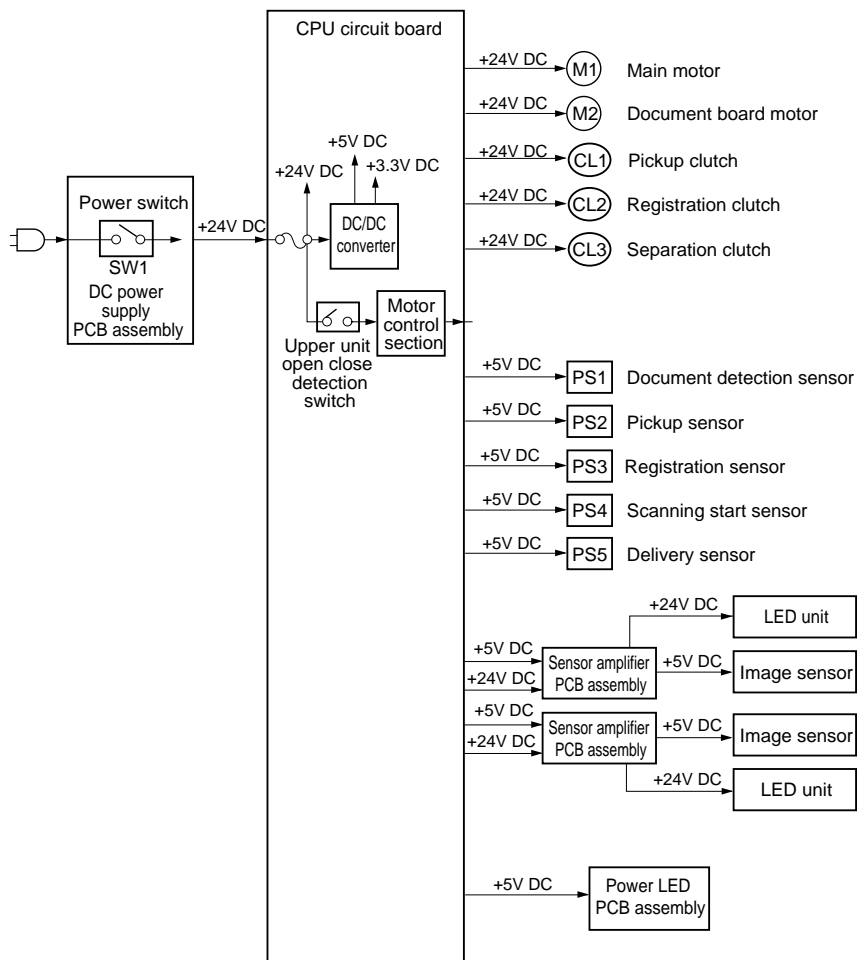 CPU circuit board
+24V DC
M1
Main motor
+24V DC
M2
Document board motor
+24V DC
CL1
Pickup clutch
+24V DC
CL2
Registration clutch
+24V DC
CL3
Separation clutch
+5V DC
+24V DC
+3.3V DC
DC/DC
converter
Power switch
SW1
DC power
supply
PCB assembly
+24V DC
Upper unit
open close
detection
switch
Motor
control
section
+5V DC
PS1
Document detection sensor
+5V DC
PS2
Pickup sensor
+5V DC
PS3
Registration sensor
+5V DC
PS4
Scanning start sensor
+5V DC
PS5
Delivery sensor
+24V DC
LED unit
+5V DC
+24V DC
Sensor amplifier
PCB assembly
+5V DC
Image sensor
+5V DC
+24V DC
Sensor amplifier
PCB assembly
+5V DC
Image sensor
+24V DC
LED unit
+5V DC
Power LED
PCB assembly